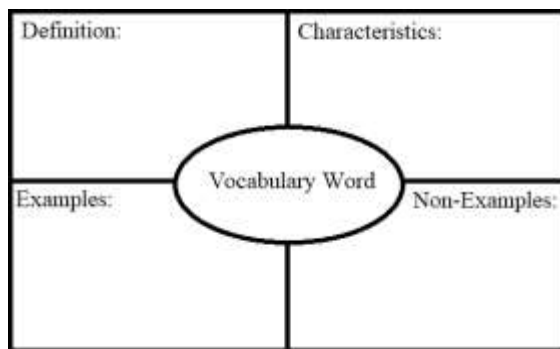 Definition:
Characteristics:
Vocabulary Word
Examples:
Non-Examples: